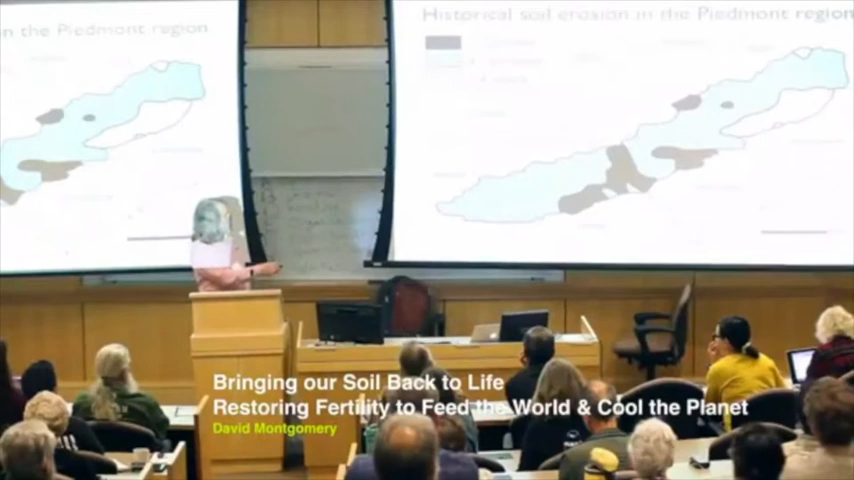 in the Piedmont region
Historical soil erosion in the Piedmont region
Bringing our Soil Back to Life
Restoring Fertility to Feed the World & Cool the Planet
David Montgomery